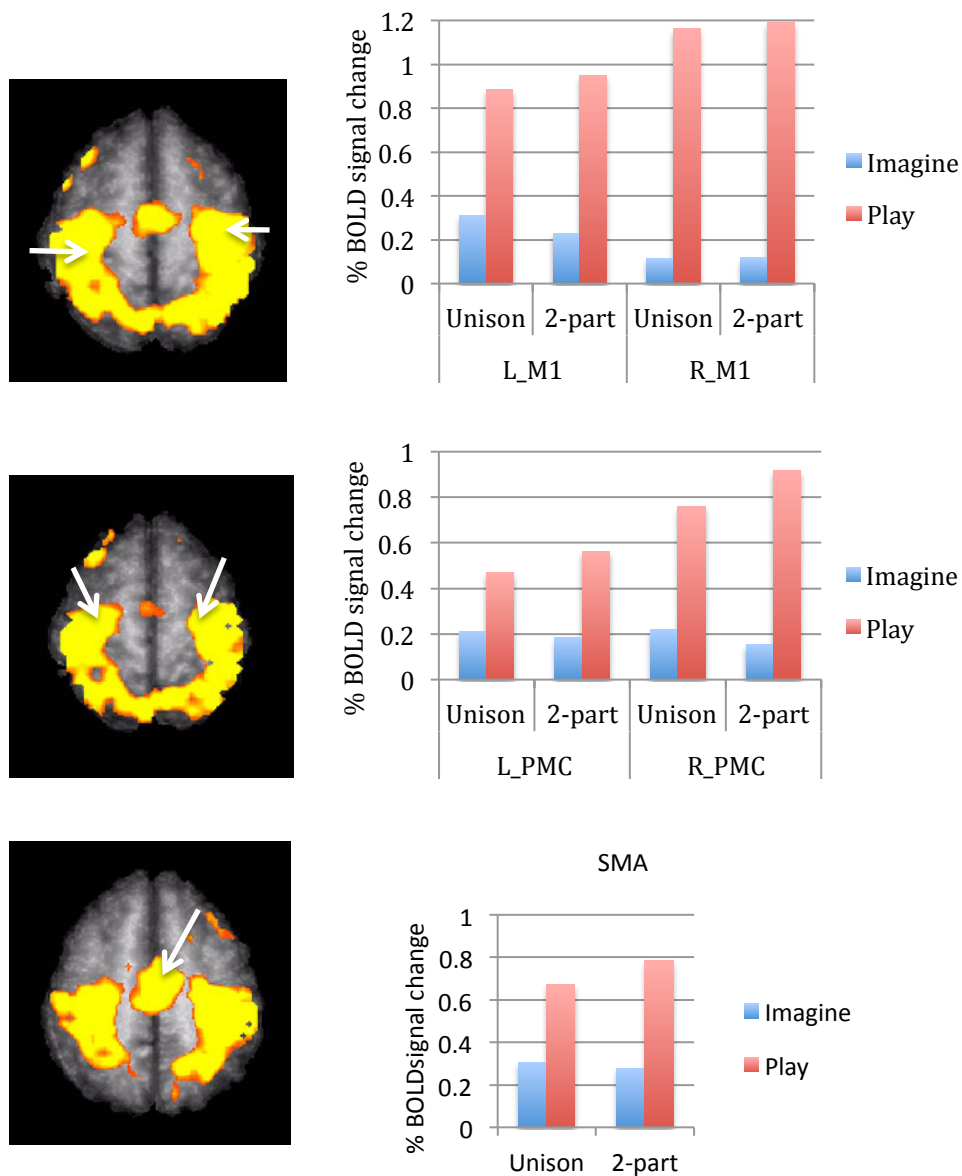 % BOLD signal change
1.2
1
0.8
0.6
0.4
0.2
0
Unison 2-part Unison 2-part
L_M1 R_M1
Imagine
Play
% BOLD signal change
1
0.8
0.6
0.4
0.2
0
Unison 2-part Unison 2-part
L_PMC R_PMC
Imagine
Play
SMA
% BOLDsignal change
1
0.8
0.6
0.4
0.2
0
Unison 2-part
Imagine
Play